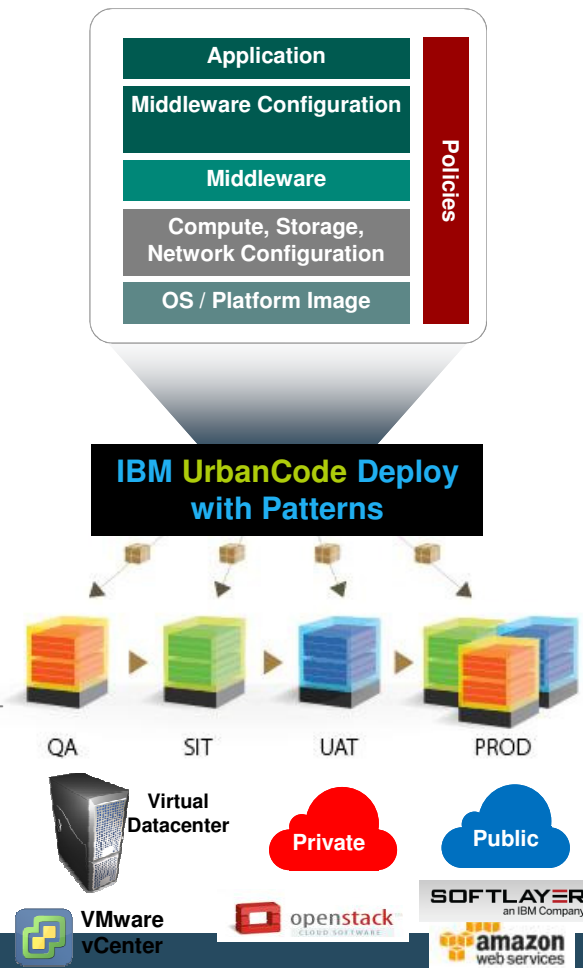 Application
Middleware Configuration
Middleware
Compute, Storage,
Network Configuration
OS / Platform Image
Policies
IBM UrbanCode Deploy
with Patterns
QA
SIT
UAT
PROD
Virtual
Datacenter
Private
Public
VMware
vCenter
openstack
CLOUD SOFTWARE
SOFTLAYER
an IBM Company
amazon
web services